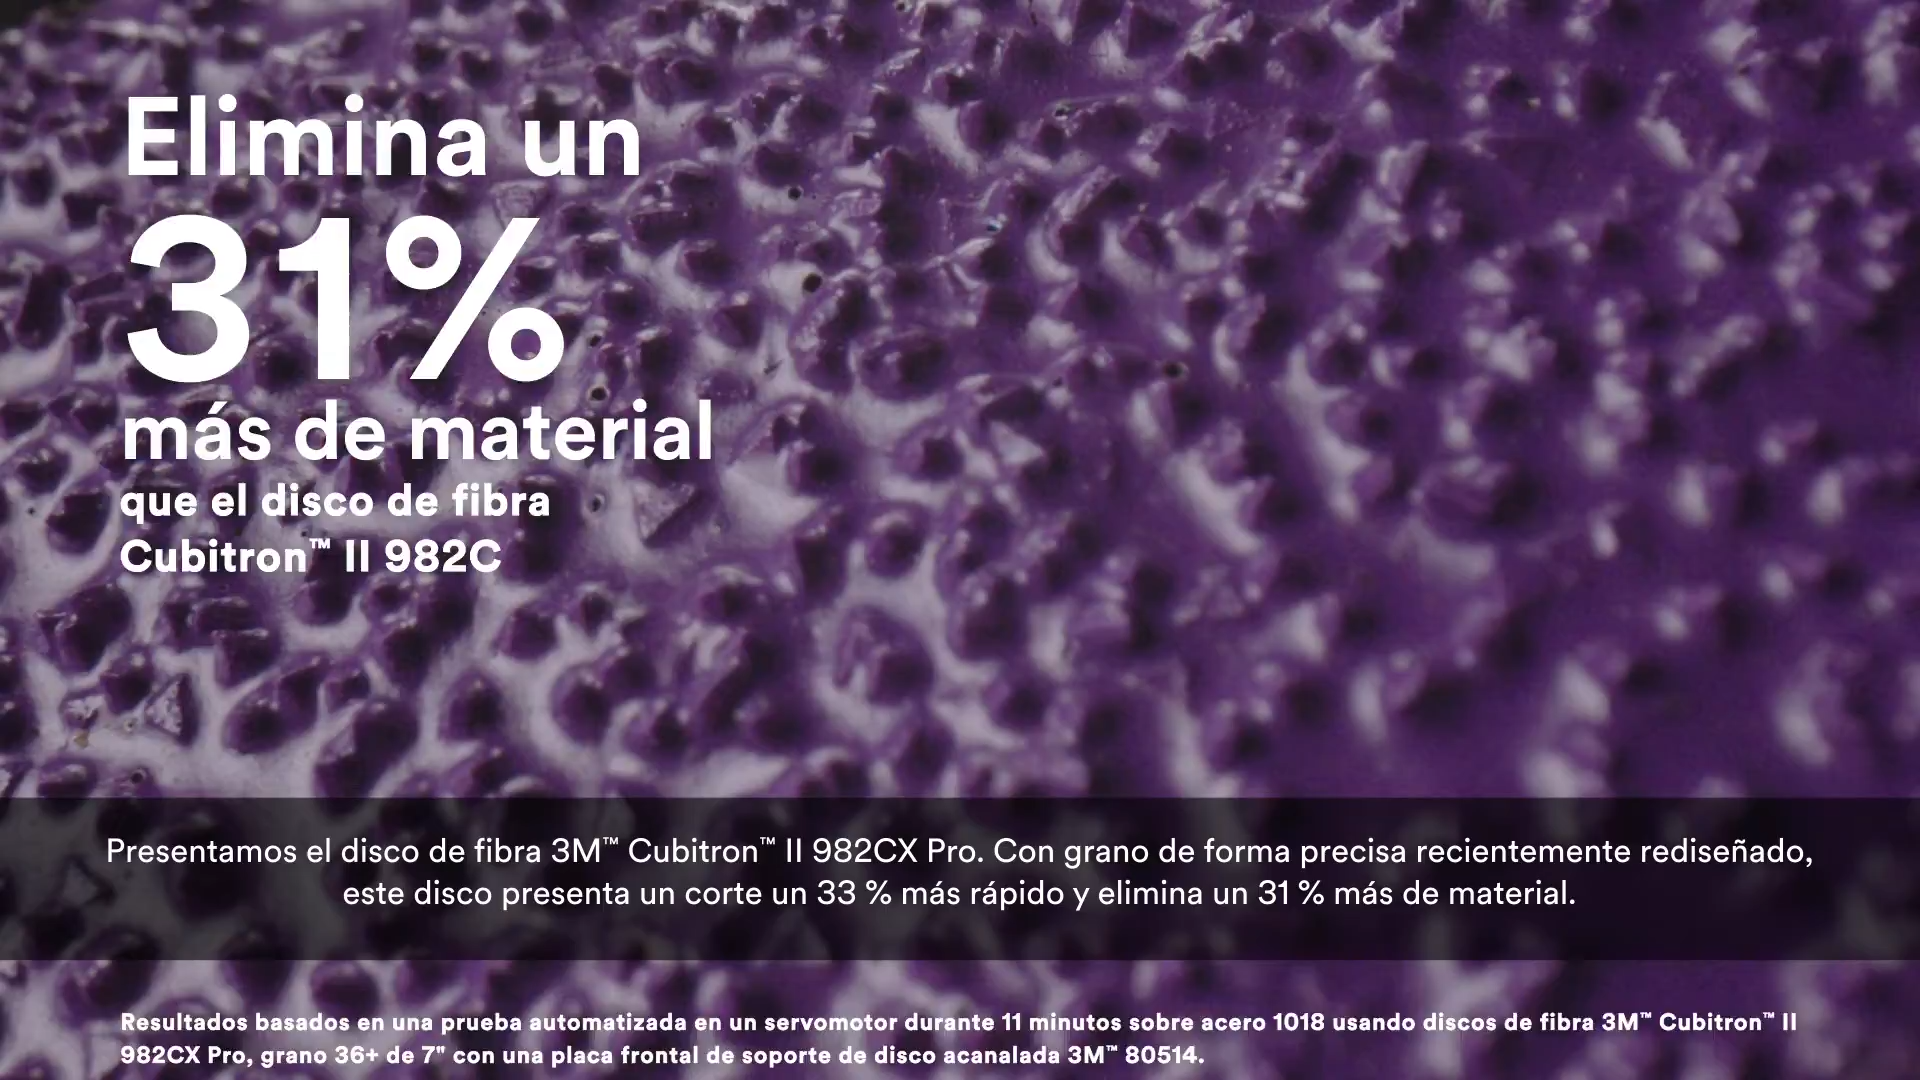 Elimina un
31%
más de material
que el disco de fibra
Cubitron™ II 982C
Presentamos el disco de fibra 3M™ Cubitron™ II 982CX Pro. Con grano de forma precisa recientemente rediseñado,
este disco presenta un corte un 33 % más rápido y elimina un 31 % más de material.
Resultados basados en una prueba automatizada en un servomotor durante 11 minutos sobre acero 1018 usando discos de fibra 3M™ Cubitron™ II
982CX Pro, grano 36+ de 7" con una placa frontal de soporte de disco acanalada 3M™ 80514.